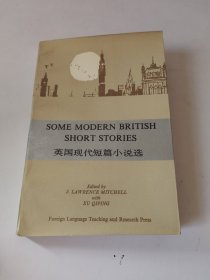 SOME MODERN BRITISH
SHORT STORIES
英国现代短篇小说选
Edited by
J. LAWRENCE MITCHELL
with
XU QIPING
Foreign Language Teaching and Research Press